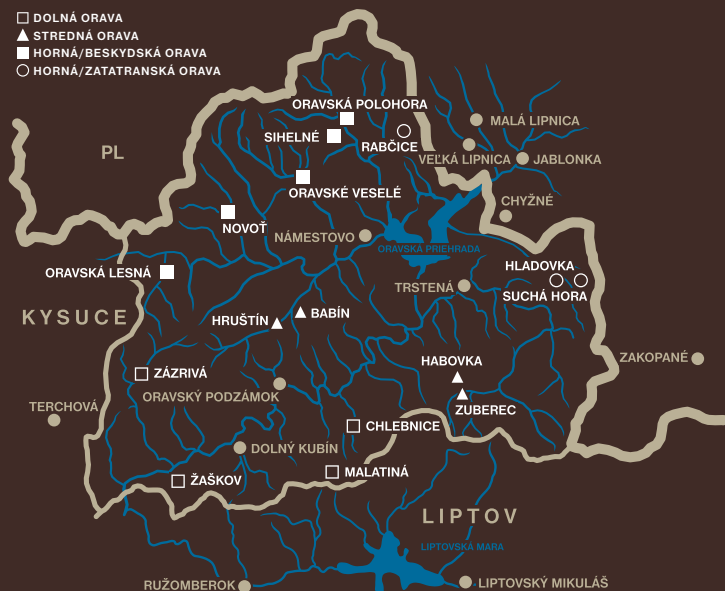 DOLNÁ ORAVA
STREDNÁ ORAVA
HORNÁ/BESKYDSKÁ ORAVA
HORNÁ/ZATATRANSKÁ ORAVA
ORAVSKÁ POLOHORA
MALÁ LIPNICA
SIHELNÉ
RABČICE
PL
VEĽKÁ LIPNICA
JABLONKA
ORAVSKÉ VESELÉ
CHYŽNÉ
NOVOŤ
NÁMESTOVO
ORAVSKÁ PRIEHRADA
HLADOVKA
ORAVSKÁ LESNÁ
TRSTENÁ
SUCHÁ HORA
KYSUCE
HRUŠTÍN
BABÍN
ZAKOPANÉ
HABOVKA
ZÁZRIVÁ
ORAVSKÝ PODZÁMOK
TERCHOVÁ
ZUBEREC
CHLEBNICE
DOLNÝ KUBÍN
MALATINÁ
ŽAŠKOV
LIPTOV
LIPTOVSKÁ MARA
RUŽOMBEROK
LIPTOVSKÝ MIKULÁŠ